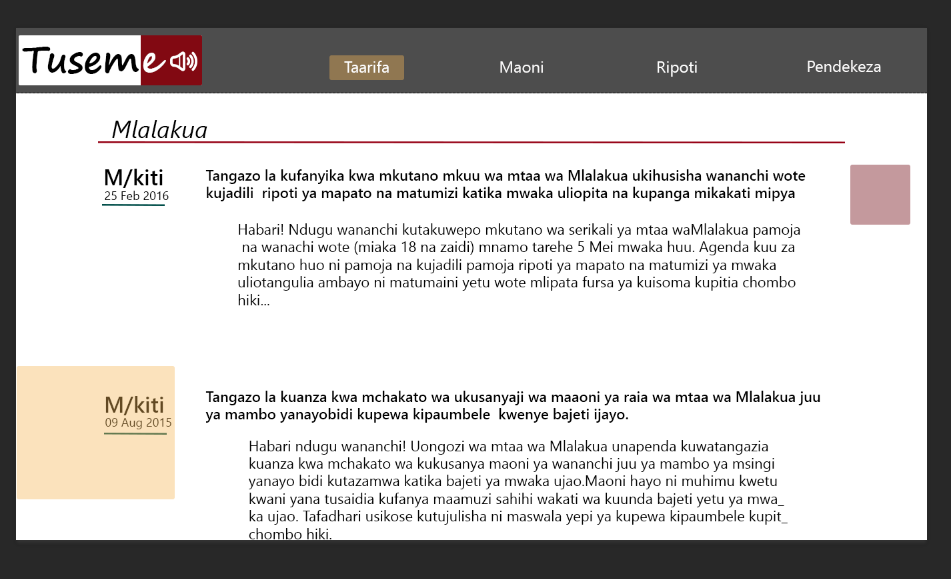 Tuseme
Taarifa
Maoni
Ripoti
Pendekeza
Mlalakua
M/kiti
25 Feb 2016
Tangazo la kufanyika kwa mkutano mkuu wa mtaa wa Mlalakua ukihusisha wananchi wote
kujadili ripoti ya mapato na matumizi katika mwaka uliopita na kupanga mikakati mipya
Habari! Ndugu wananchi kutakuwepo mkutano wa serikali ya mtaa waMlalakua pamoja
na wanachi wote (miaka 18 na zaidi) mnamo tarehe 5 Mei mwaka huu. Agenda kuu za
mkutano huo ni pamoja na kujadili pamoja ripoti ya mapato na matumizi ya mwaka
uliotangulia ambayo ni matumaini yetu wote mlipata fursa ya kuisoma kupitia chombo
hiki...
M/kiti
09 Aug 2015
Tangazo la kuanza kwa mchakato wa ukusanyaji wa maaoni ya raia wa mtaa wa Mlalakua juu
ya mambo yanayobidi kupewa kipaumbele kwenye bajeti ijayo.
Habari ndugu wananchi! Uongozi wa mtaa wa Mlalakua unapenda kuwatangazia
kuanza kwa mchakato wa kukusanya maoni ya wananchi juu ya mambo ya msingi
yanayo bidi kutazamwa katika bajeti ya mwaka ujao.Maoni hayo ni muhimu kwetu
kwani yana tusaidia kufanya maamuzi sahihi wakati wa kuunda bajeti yetu ya mwa_
ka ujao. Tafadhari usikose kutujulisha ni maswala yepi ya kupewa kipaumbele kupit_
chombo hiki.